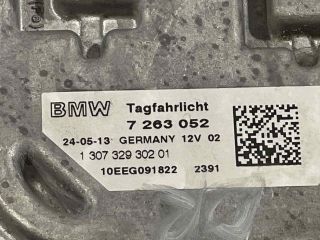 BMW Tagfahrlicht
7 263 052
24-05-13 GERMANY 12V 02
1 307 329 302 01
10EEG091822 2391